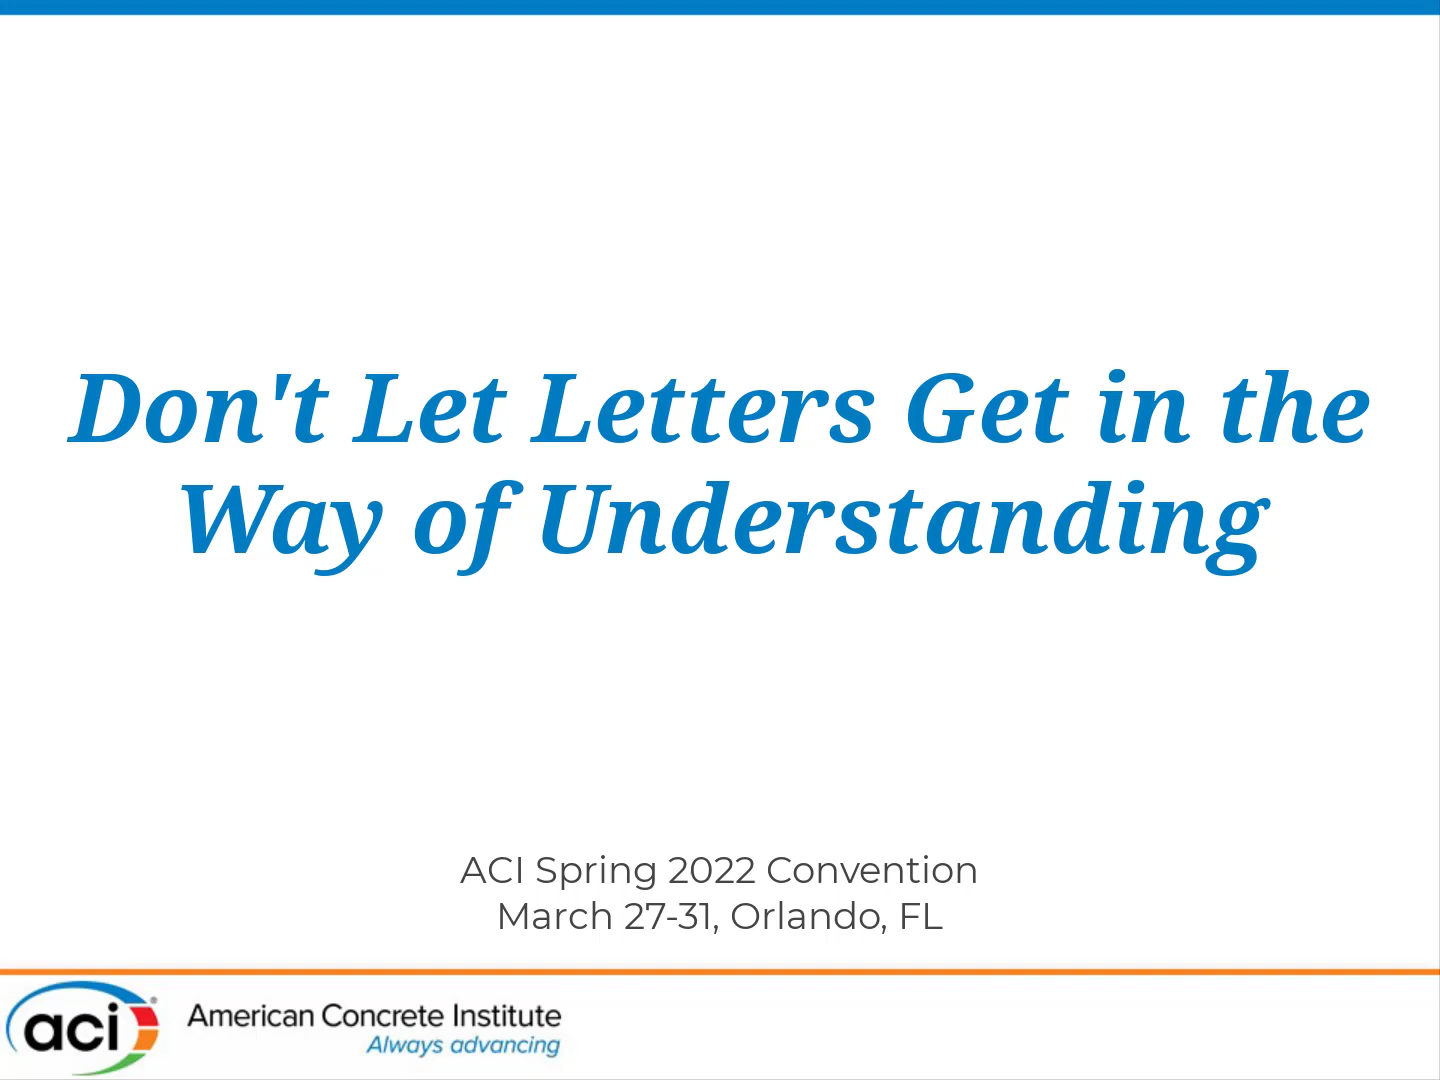 Don't Let Letters Get in the
Way of Understanding
ACI Spring 2022 Convention
March 27-31, Orlando, FL
aci®
American Concrete Institute
Always advancing